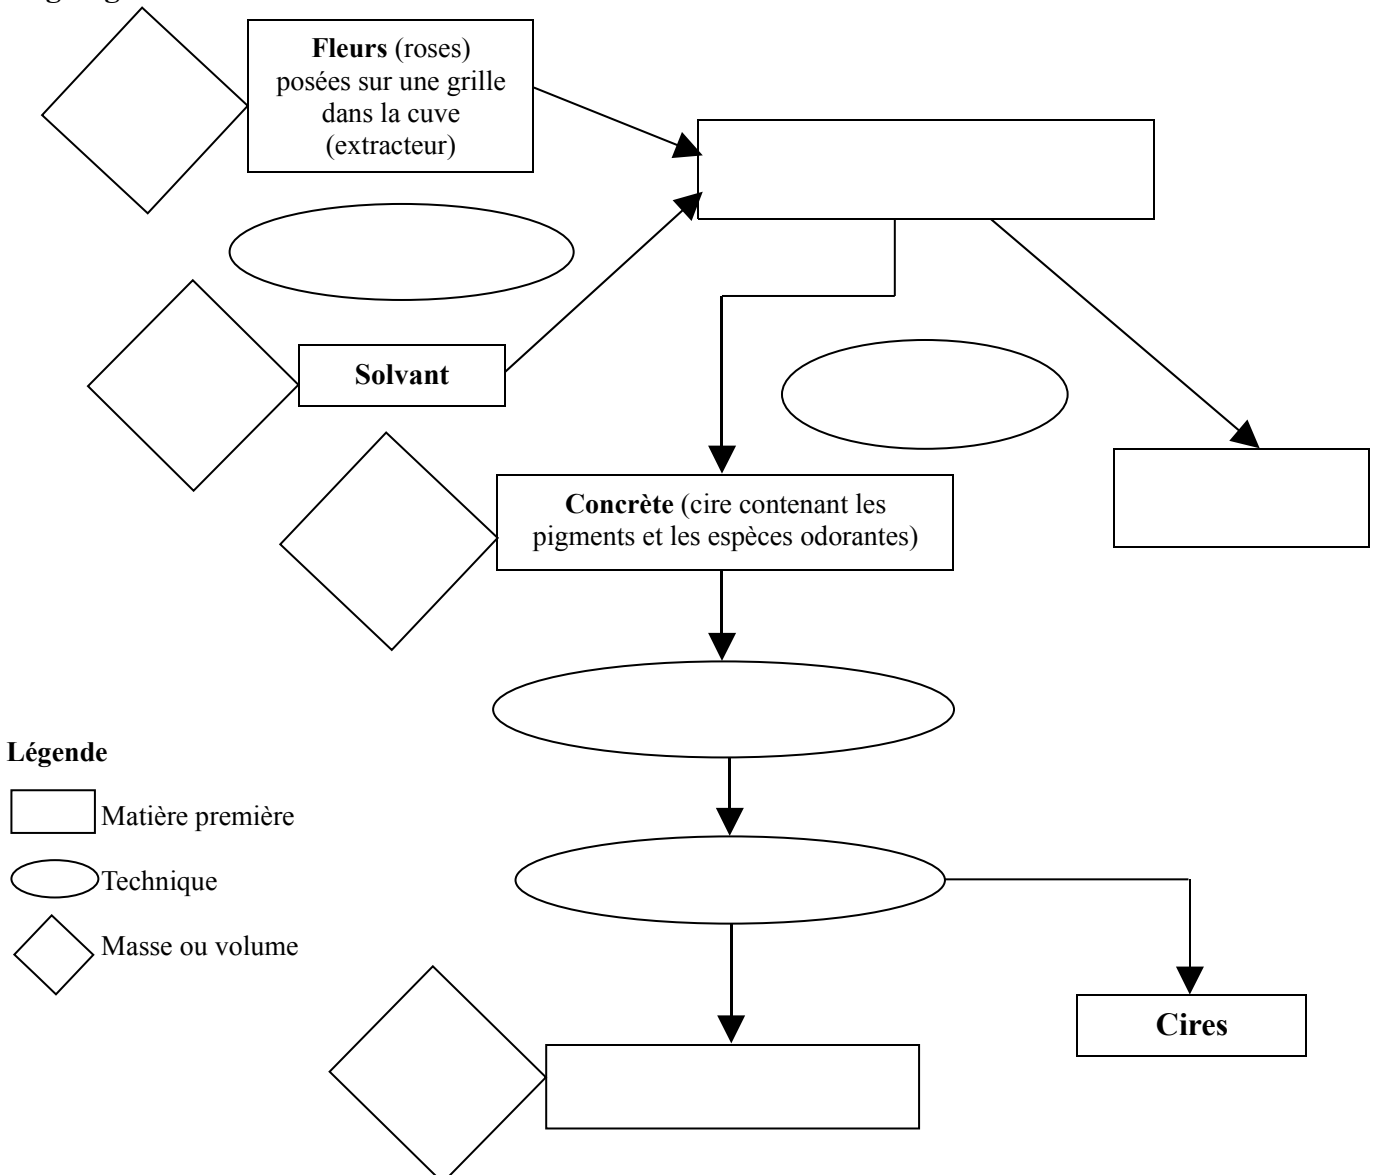 Fleurs (roses)
posées sur une grille
dans la cuve
(extracteur)
Solvant
Concrète (cire contenant les
pigments et les espèces odorantes)
Légende
Matière première
Technique
Masse ou volume
Cires